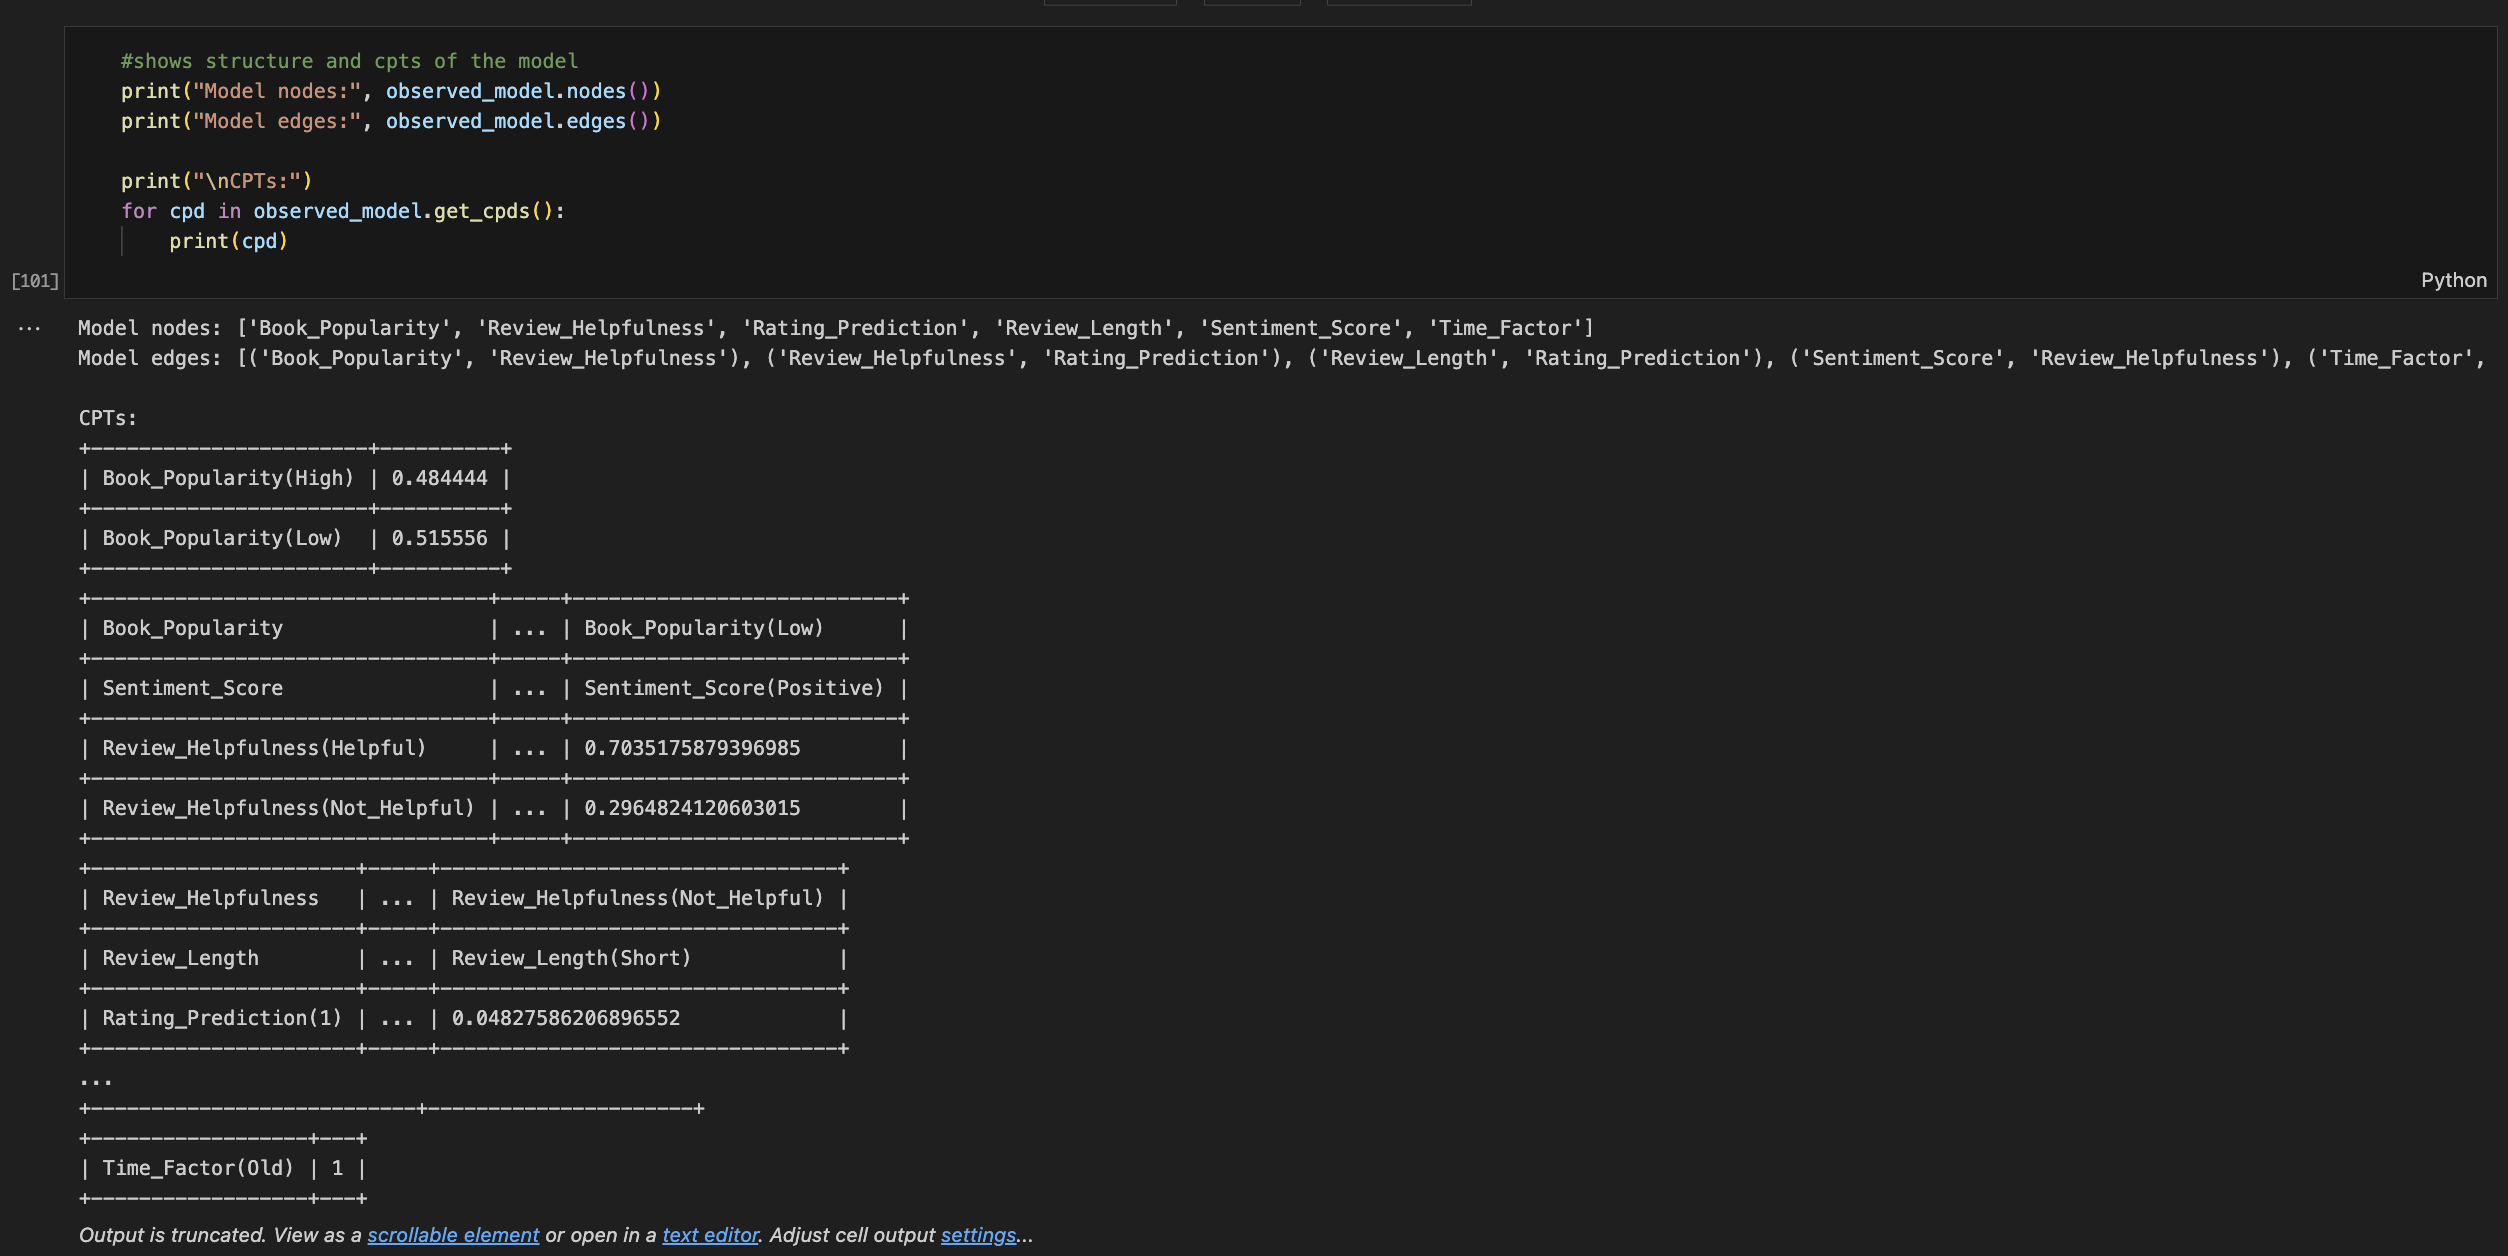 #shows structure and cpts of the model
print("Model nodes:", observed_model.nodes())
print("Model edges:", observed_model.edges())
print("\nCPTs:")
for cpd in observed_model.get_cpds():
    print(cpd)
[101]
Python
... Model nodes: ['Book_Popularity', 'Review_Helpfulness', 'Rating_Prediction', 'Review_Length', 'Sentiment_Score', 'Time_Factor']
Model edges: [('Book_Popularity', 'Review_Helpfulness'), ('Review_Helpfulness', 'Rating_Prediction'), ('Review_Length', 'Rating_Prediction'), ('Sentiment_Score', 'Review_Helpfulness'), ('Time_Factor',
CPTs:
+-----------------------+----------+
| Book_Popularity(High) | 0.484444 |
+-----------------------+----------+
| Book_Popularity(Low)  | 0.515556 |
+-----------------------+----------+
+---------------------------------+-----+---------------------------+
| Book_Popularity                 | ... | Book_Popularity(Low)      |
+---------------------------------+-----+---------------------------+
| Sentiment_Score                 | ... | Sentiment_Score(Positive) |
+---------------------------------+-----+---------------------------+
| Review_Helpfulness(Helpful)     | ... | 0.7035175879396985        |
+---------------------------------+-----+---------------------------+
| Review_Helpfulness(Not_Helpful) | ... | 0.2964824120603015        |
+---------------------------------+-----+---------------------------+
+----------------------+-----+---------------------------------+
| Review_Helpfulness   | ... | Review_Helpfulness(Not_Helpful) |
+----------------------+-----+---------------------------------+
| Review_Length        | ... | Review_Length(Short)            |
+----------------------+-----+---------------------------------+
| Rating_Prediction(1) | ... | 0.04827586206896552             |
+----------------------+-----+---------------------------------+
...
+---------------------------+----------------------+
+------------------+---+
| Time_Factor(Old) | 1 |
+------------------+---+
Output is truncated. View as a scrollable element or open in a text editor. Adjust cell output settings...